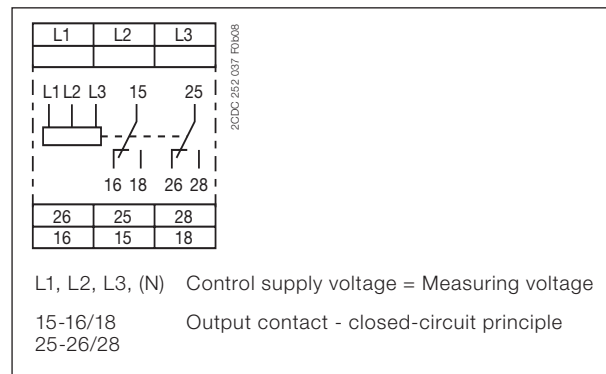 L1 L2 L3
2CDC 252 037 F0b08
L1 L2 L3 15 25
16 18 26 28
26 25 28
16 15 18
L1, L2, L3, (N) Control supply voltage = Measuring voltage
15-16/18 Output contact - closed-circuit principle
25-26/28